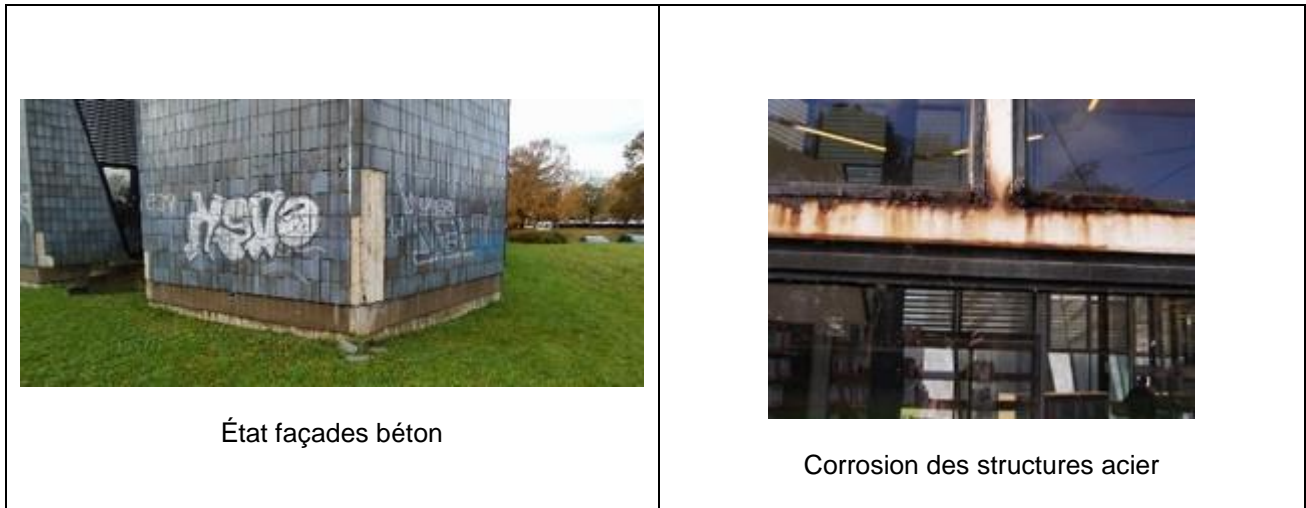 État façades béton
Corrosion des structures acier